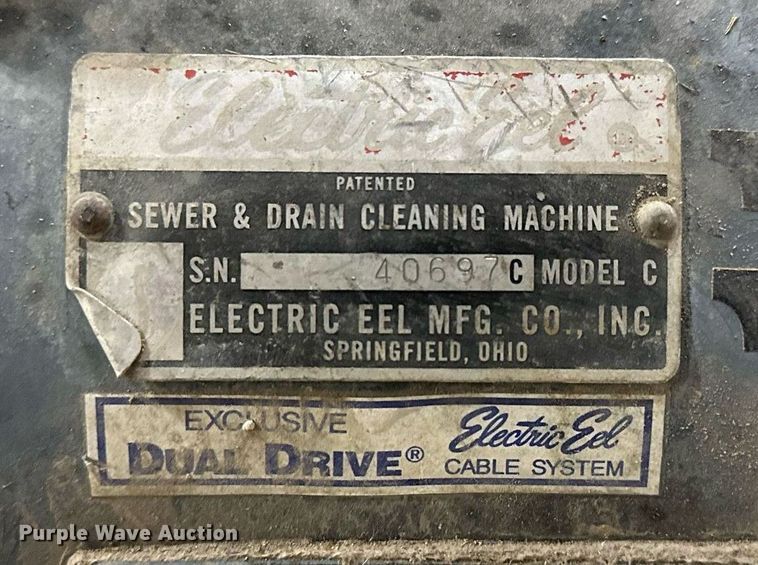 Electric Eel
PATENTED
SEWER & DRAIN CLEANING MACHINE
S.N. 40697 C MODEL C
ELECTRIC EEL MFG. CO., INC.
SPRINGFIELD, OHIO
EXCLUSIVE
DUAL DRIVE®
Electric Eel
CABLE SYSTEM
Purple Wave Auction